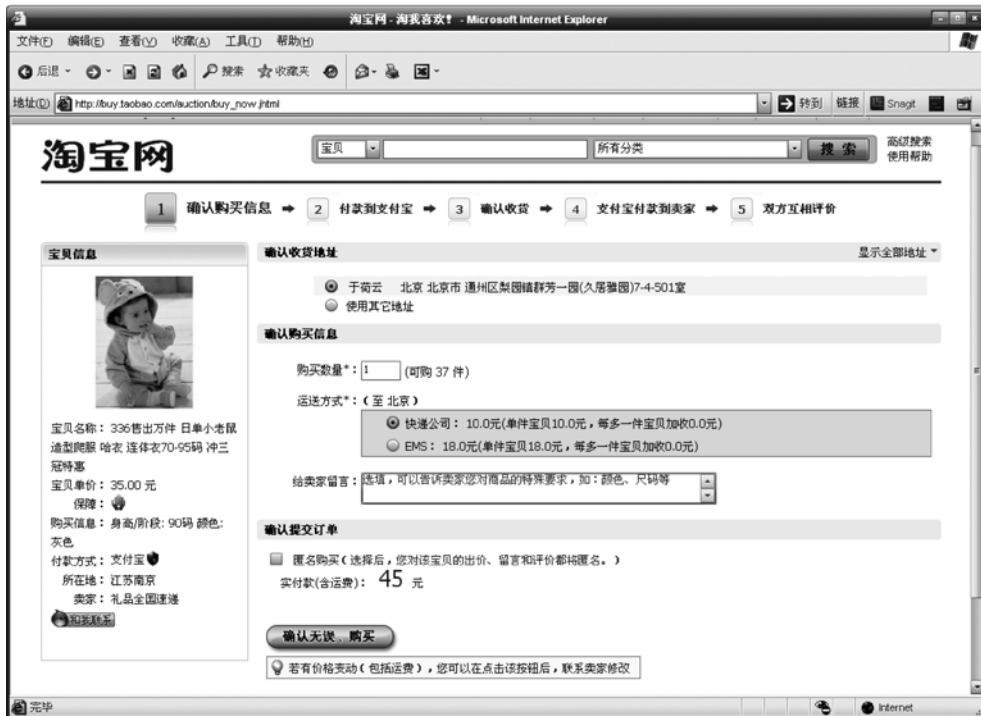 淘宝网 - 淘我喜欢! - Microsoft Internet Explorer
文件(F) 编辑(E) 查看(V) 收藏(A) 工具(T) 帮助(H)
后退 搜索 收藏夹
地址(D) http://buy.taobao.com/auction/buy_now.jhtml 转到 链接 SnagIt
淘宝网 宝贝 所有分类 搜 索 高级搜索
使用帮助
1 确认购买信息 ➡ 2 付款到支付宝 ➡ 3 确认收货 ➡ 4 支付宝付款到卖家 ➡ 5 双方互相评价
宝贝信息
宝贝名称: 336售出万件 日单小老鼠
造型爬服 哈衣 连体衣70-95码 冲三
冠特惠
宝贝单价: 35.00 元
保障:
购买信息: 身高/阶段: 90码 颜色:
灰色
付款方式: 支付宝
所在地: 江苏南京
卖家: 礼品全国速递
和我联系
确认收货地址 显示全部地址
于荀云 北京 北京市 通州区梨园镇群芳一园(久居雅园)7-4-501室
使用其它地址
确认购买信息
购买数量*: 1 (可购 37 件)
运送方式*: (至 北京)
快递公司: 10.0元(单件宝贝10.0元, 每多一件宝贝加收0.0元)
EMS: 18.0元(单件宝贝18.0元, 每多一件宝贝加收0.0元)
给卖家留言: 选填, 可以告诉卖家您对商品的特殊要求, 如: 颜色、尺码等
确认提交订单
匿名购买(选择后, 您对该宝贝的出价、留言和评价都将匿名。)
实付款(含运费): 45 元
确认无误, 购买
若有价格变动(包括运费), 您可以在点击该按钮后, 联系卖家修改
完毕 Internet